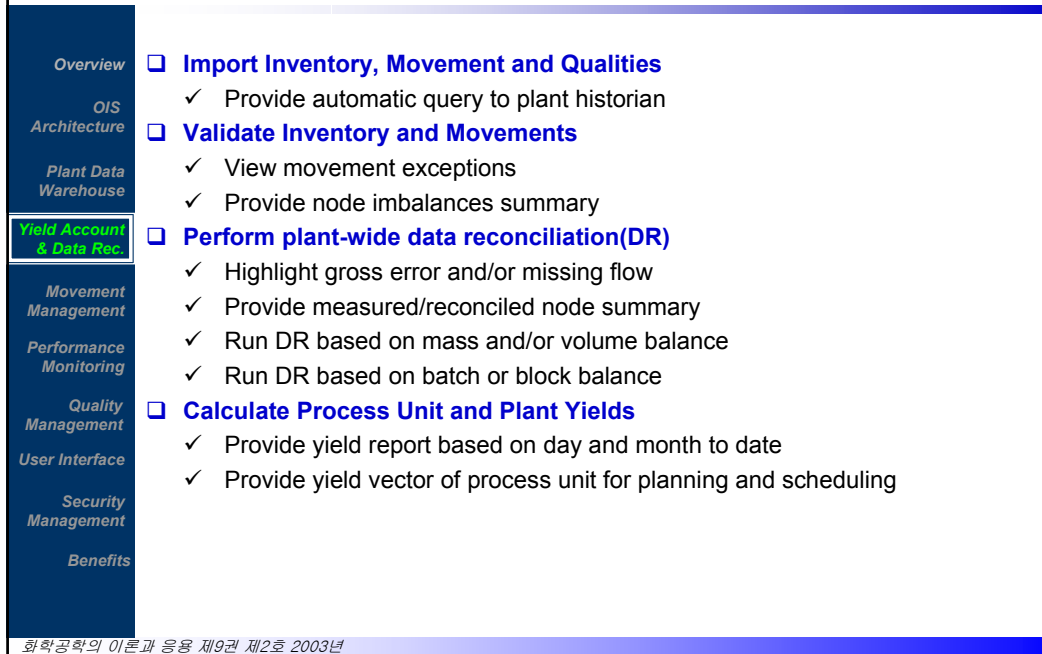 Overview
OIS
Architecture
Plant Data
Warehouse
Yield Account
& Data Rec.
Movement
Management
Performance
Monitoring
Quality
Management
User Interface
Security
Management
Benefits
❑ Import Inventory, Movement and Qualities
✓ Provide automatic query to plant historian
❑ Validate Inventory and Movements
✓ View movement exceptions
✓ Provide node imbalances summary
❑ Perform plant-wide data reconciliation(DR)
✓ Highlight gross error and/or missing flow
✓ Provide measured/reconciled node summary
✓ Run DR based on mass and/or volume balance
✓ Run DR based on batch or block balance
❑ Calculate Process Unit and Plant Yields
✓ Provide yield report based on day and month to date
✓ Provide yield vector of process unit for planning and scheduling
화학공학의 이론과 응용 제9권 제2호 2003년